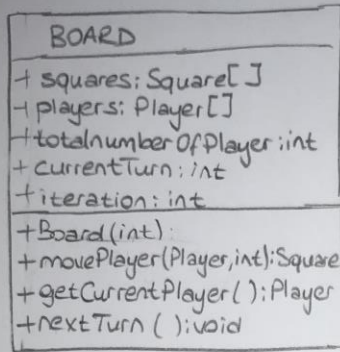 BOARD
+ squares: Square[]
+ players: Player[]
+totalnumberOfPlayer:int
+ currentTurn: int
+iteration: int
+Board(int):
+movePlayer(Player,int):Square
+getCurrentPlayer():Player
+nextTurn():void